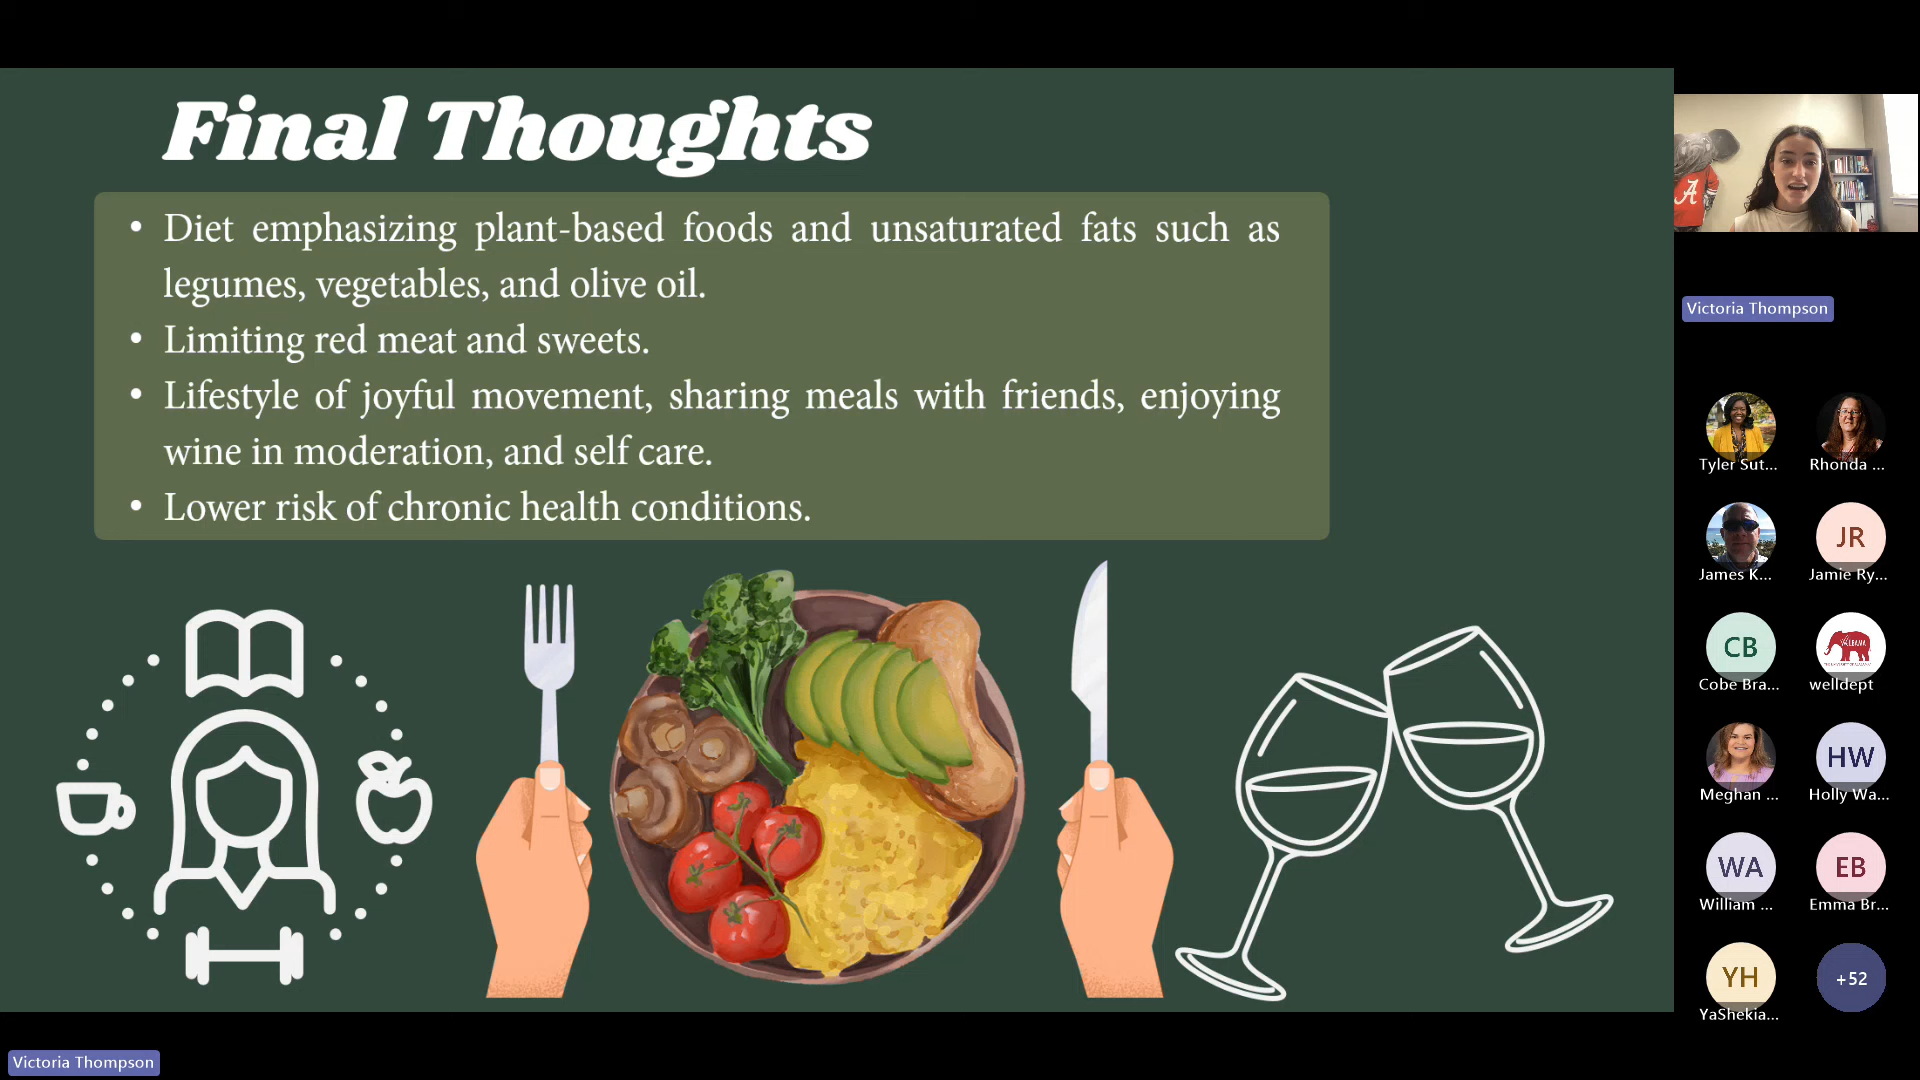 Final Thoughts
• Diet emphasizing plant-based foods and unsaturated fats such as
legumes, vegetables, and olive oil.
• Limiting red meat and sweets.
• Lifestyle of joyful movement, sharing meals with friends, enjoying
wine in moderation, and self care.
• Lower risk of chronic health conditions.
A
Victoria Thompson
Tyler Sut...
Rhonda ...
James K...
JR
Jamie Ry...
CB
Cobe Bra...
welldept
Meghan ...
HW
Holly Wa...
WA
William ...
EB
Emma Br...
YH
YaShekia...
+52
Victoria Thompson